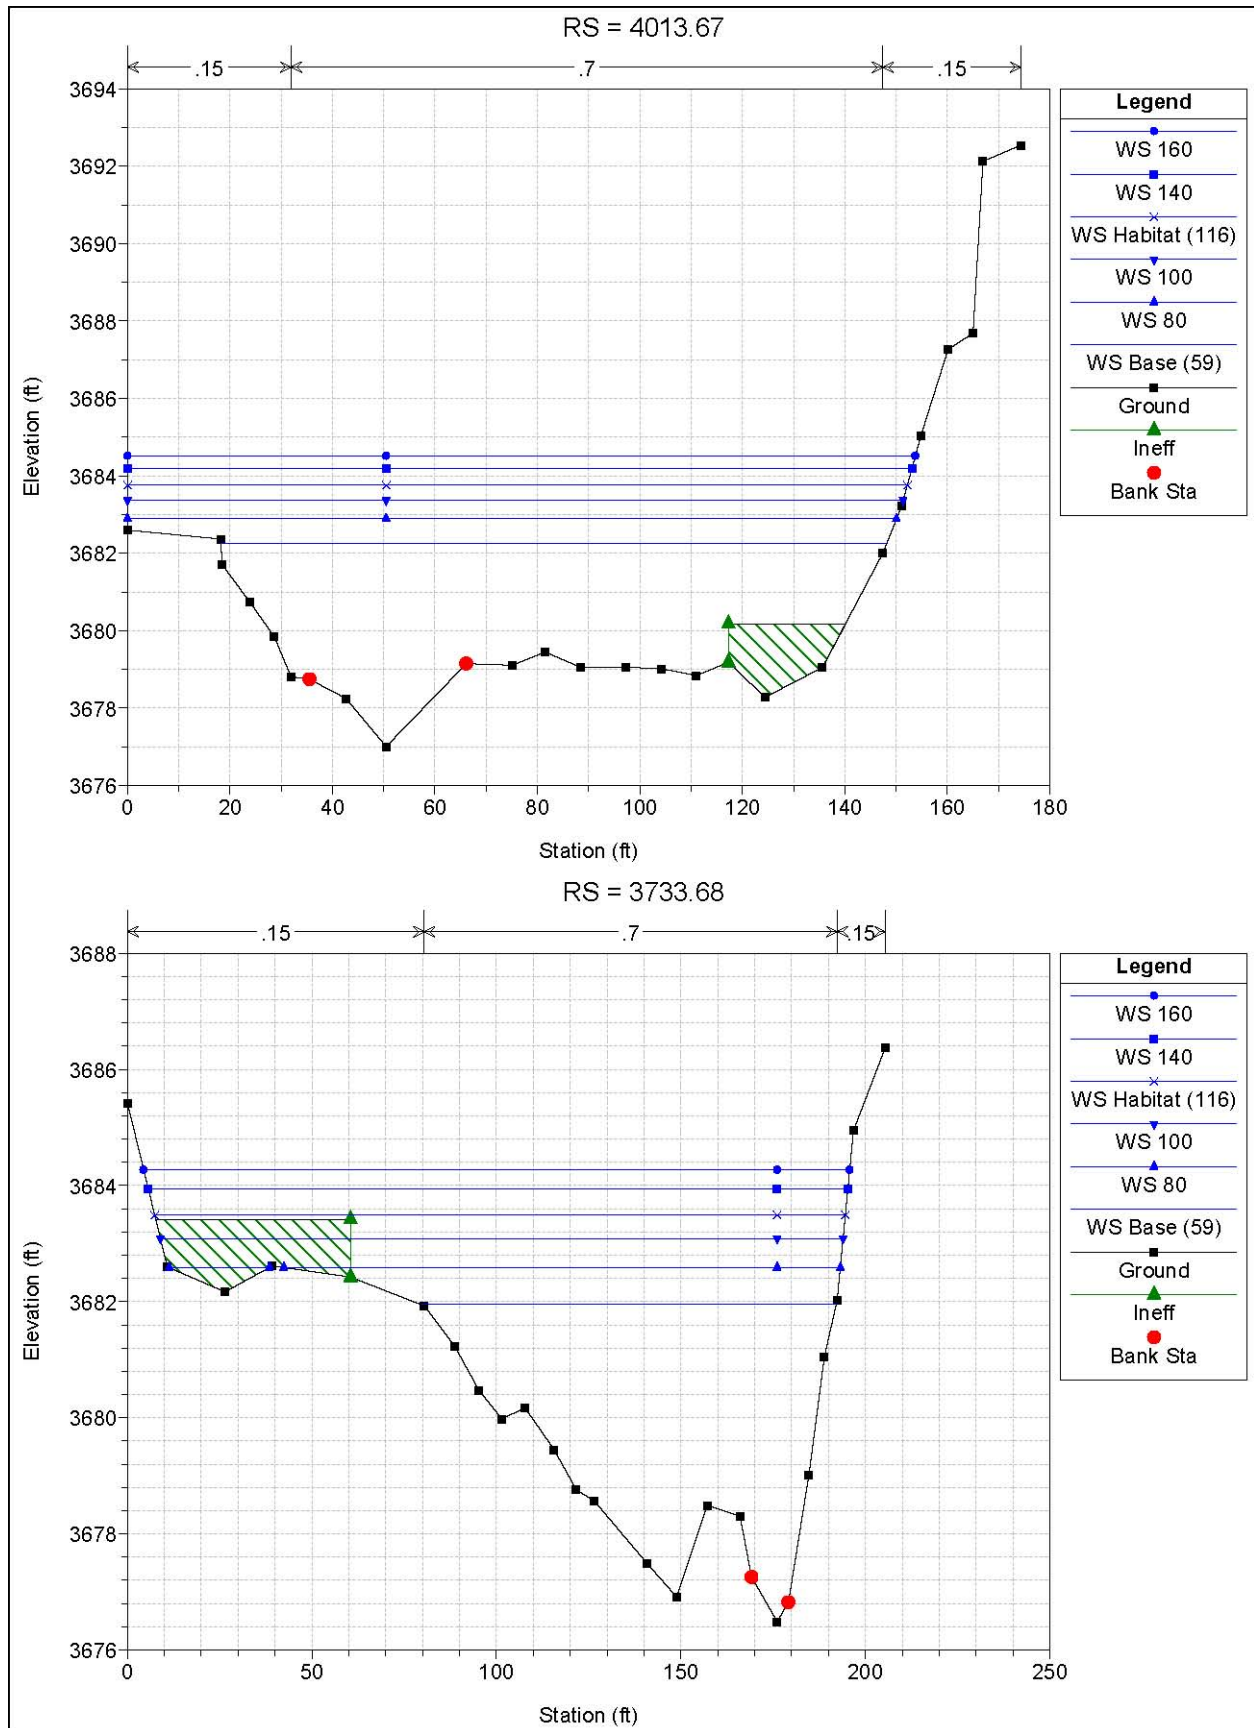 RS = 4013.67
.15 .7 .15
3694
3692
3690
3688
3686
3684
3682
3680
3678
3676
Elevation (ft)
0 20 40 60 80 100 120 140 160 180
Station (ft)
Legend
WS 160
WS 140
WS Habitat (116)
WS 100
WS 80
WS Base (59)
Ground
Ineff
Bank Sta
RS = 3733.68
.15 .7 .15
3688
3686
3684
3682
3680
3678
3676
Elevation (ft)
0 50 100 150 200 250
Station (ft)
Legend
WS 160
WS 140
WS Habitat (116)
WS 100
WS 80
WS Base (59)
Ground
Ineff
Bank Sta